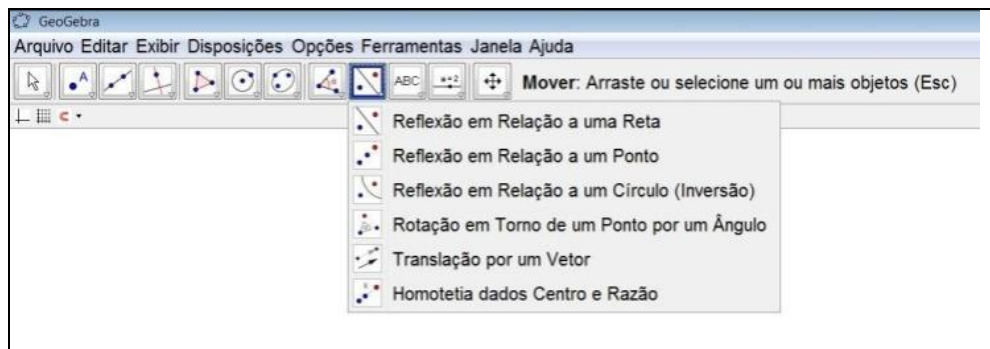 GeoGebra
Arquivo Editar Exibir Disposições Opções Ferramentas Janela Ajuda
A ABC a=2 Mover: Arraste ou selecione um ou mais objetos (Esc)
Reflexão em Relação a uma Reta
Reflexão em Relação a um Ponto
Reflexão em Relação a um Círculo (Inversão)
Rotação em Torno de um Ponto por um Ângulo
Translação por um Vetor
Homotetia dados Centro e Razão